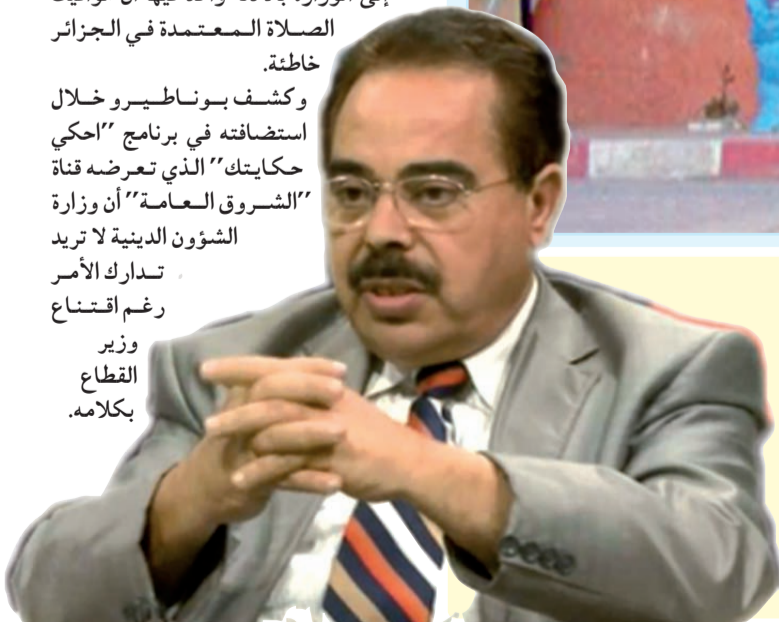 الصلاة المعتمدة في الجزائر
خاطئة.
وكشف بوناطيرو خلال
استضافته في برنامج ”احكي
حكايتك“ الذي تعرضه قناة
”الشروق العامة“ أن وزارة
الشؤون الدينية لا تريد
تدارك الأمر
رغم اقتناع
وزير
القطاع
بكلامه.